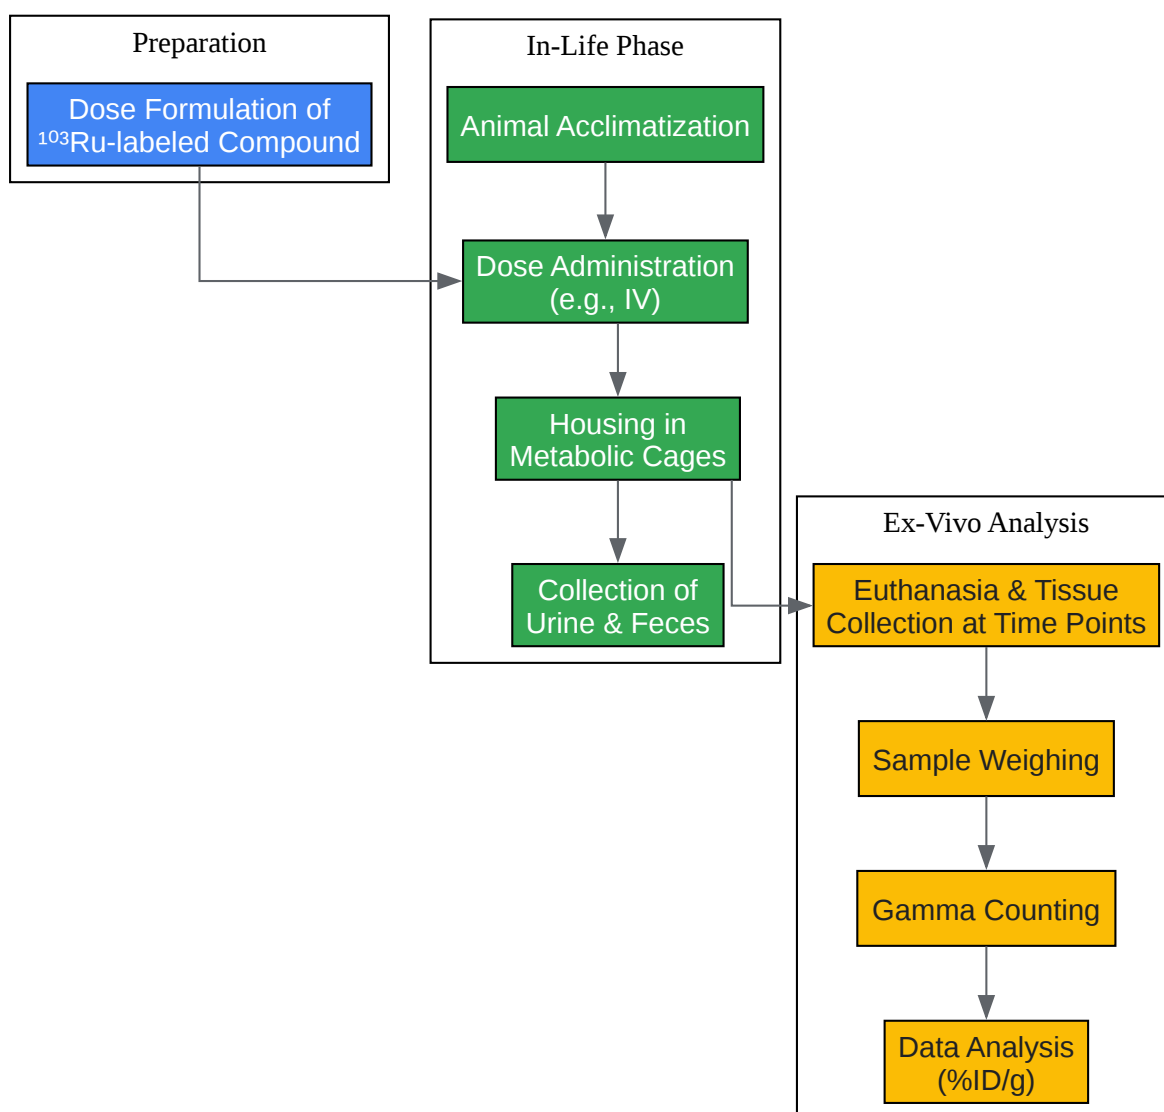 Preparation
Dose Formulation of
¹⁰³Ru-labeled Compound
In-Life Phase
Animal Acclimatization
Dose Administration
(e.g., IV)
Housing in
Metabolic Cages
Collection of
Urine & Feces
Ex-Vivo Analysis
Euthanasia & Tissue
Collection at Time Points
Sample Weighing
Gamma Counting
Data Analysis
(%ID/g)